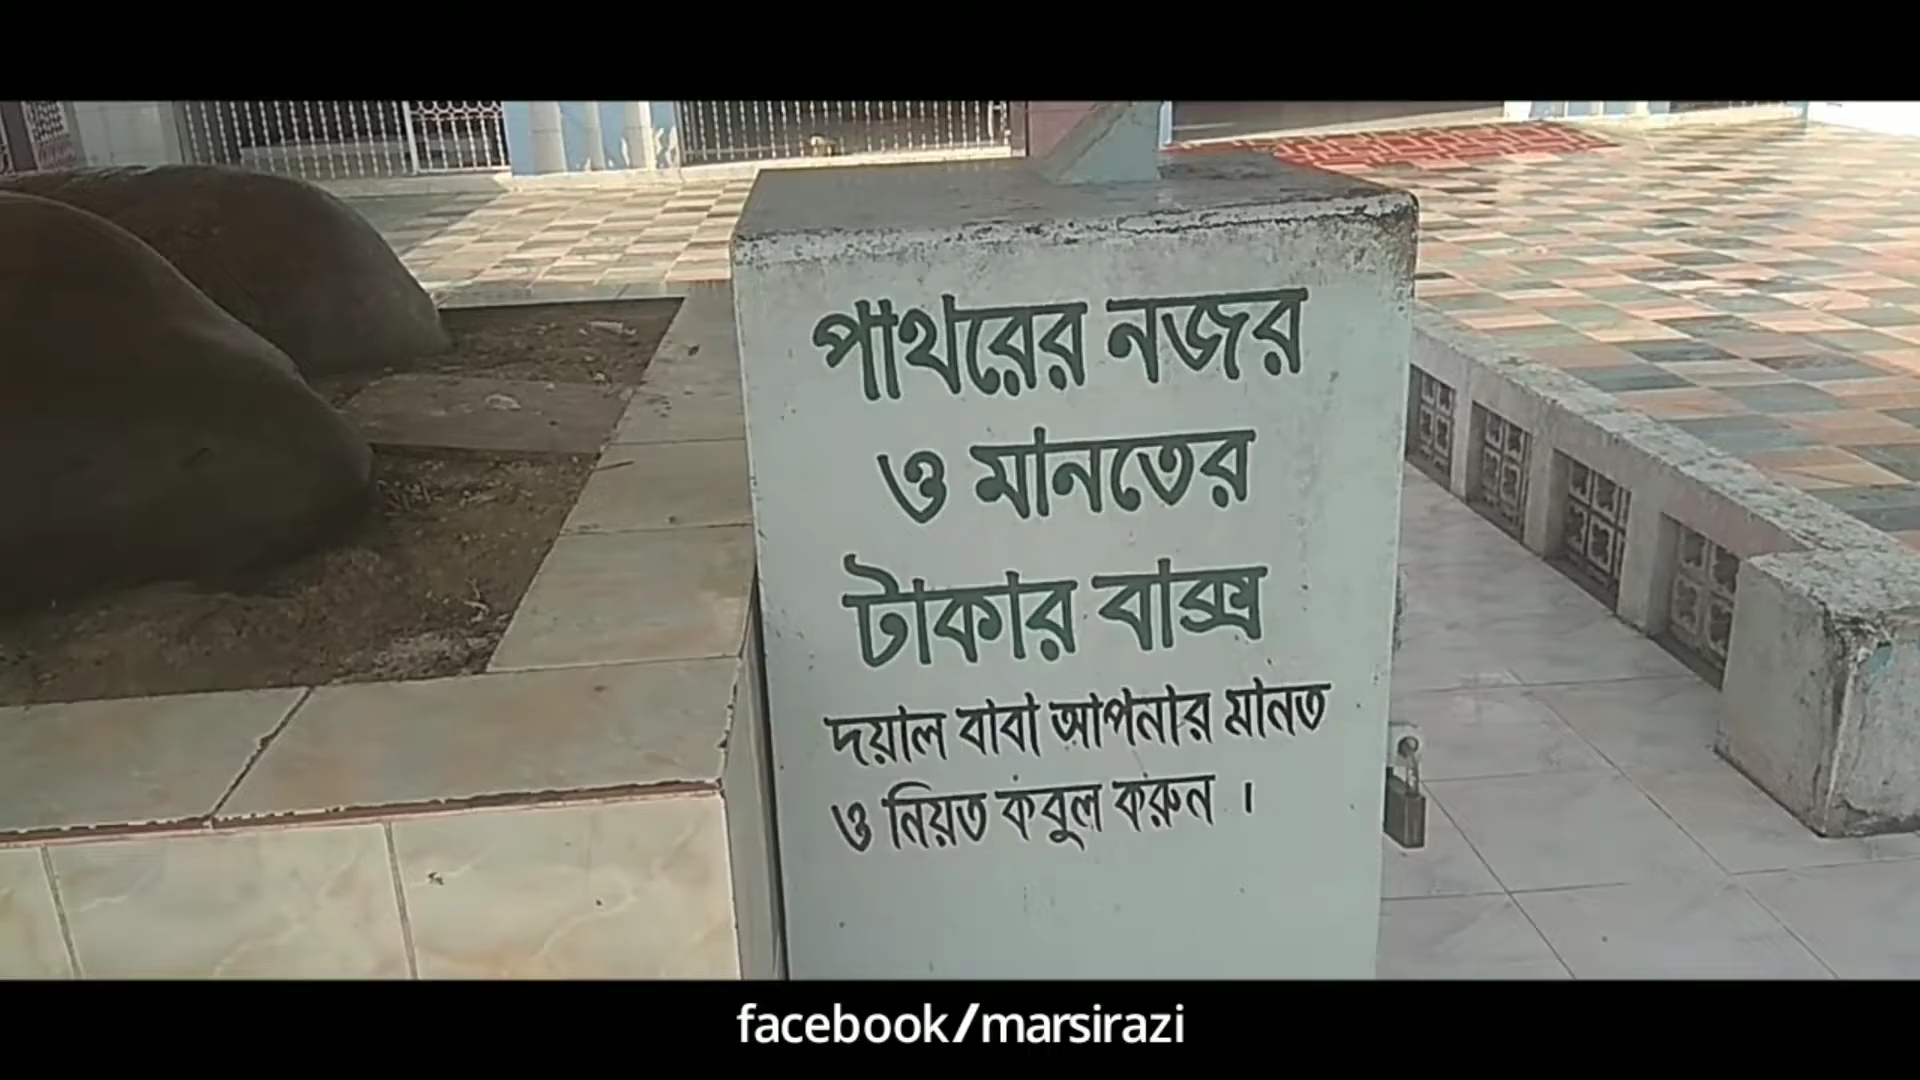 পাথরের নজর
ও মানতের
টাকার বাক্স
দয়াল বাবা আপনার মানত
ও নিয়ত কবুল করুন ।
facebook/marsirazi